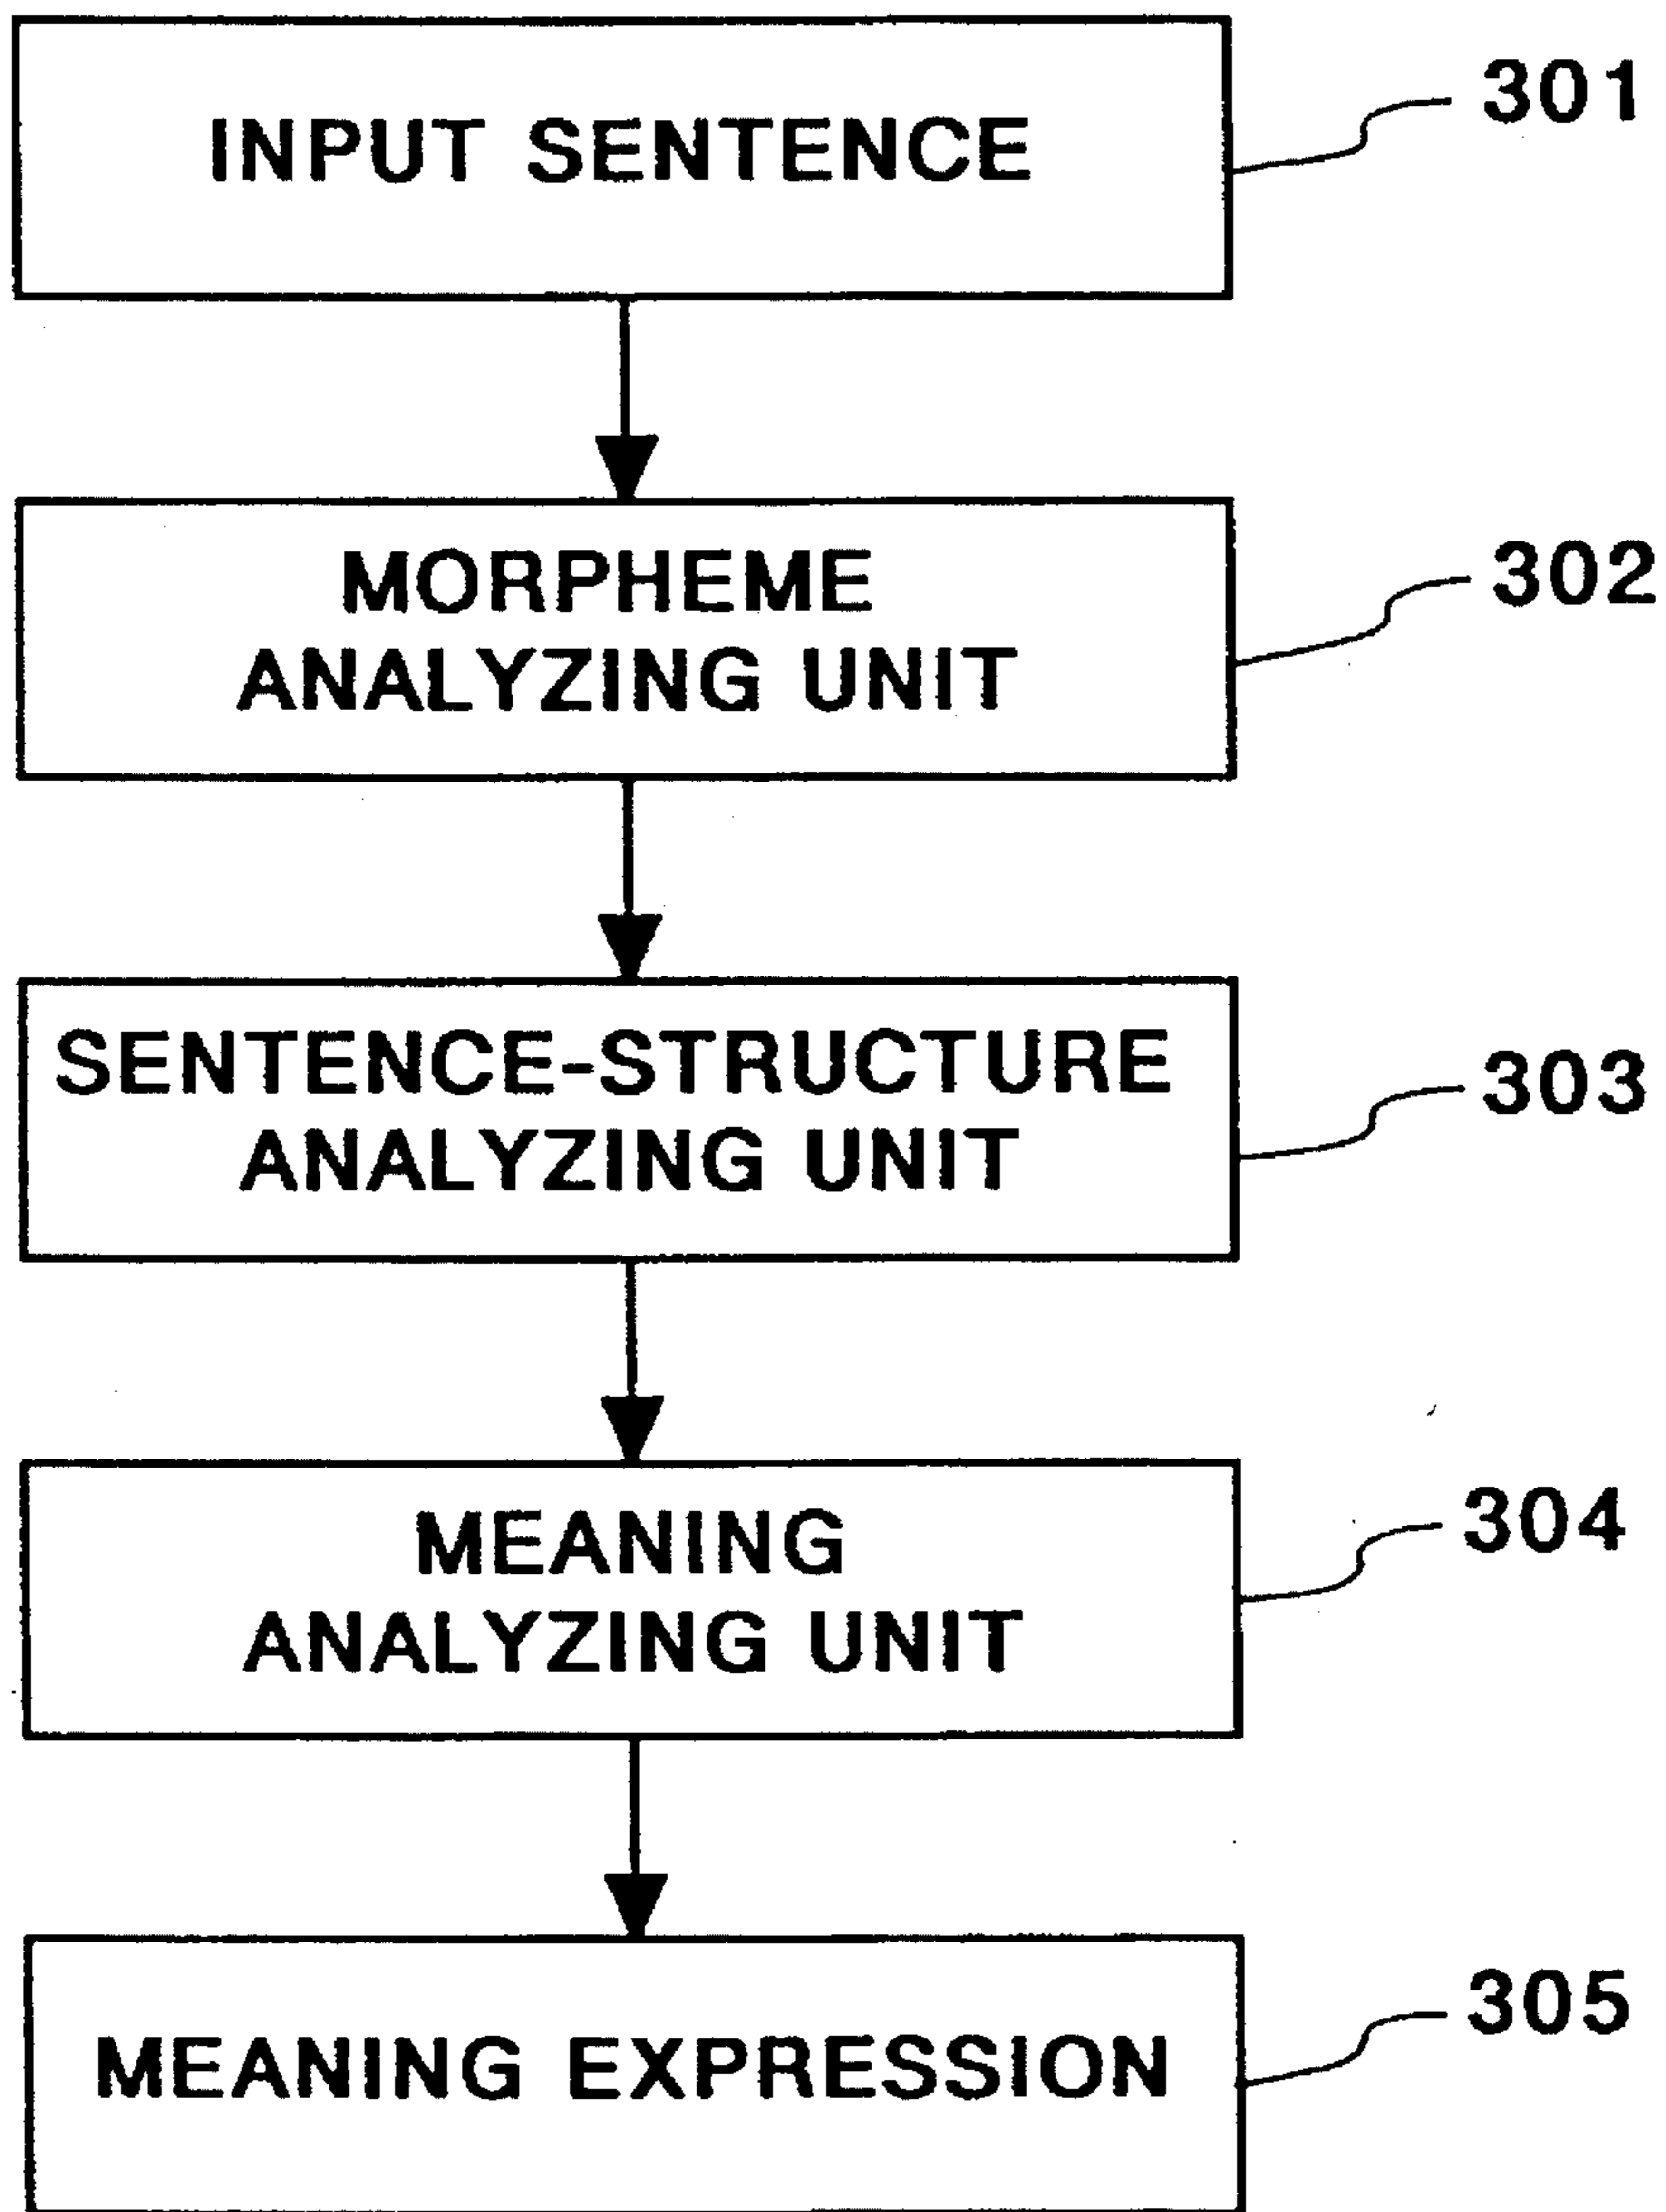 INPUT SENTENCE
301
MORPHEME
ANALYZING UNIT
302
SENTENCE-STRUCTURE
ANALYZING UNIT
303
MEANING
ANALYZING UNIT
304
MEANING EXPRESSION
305